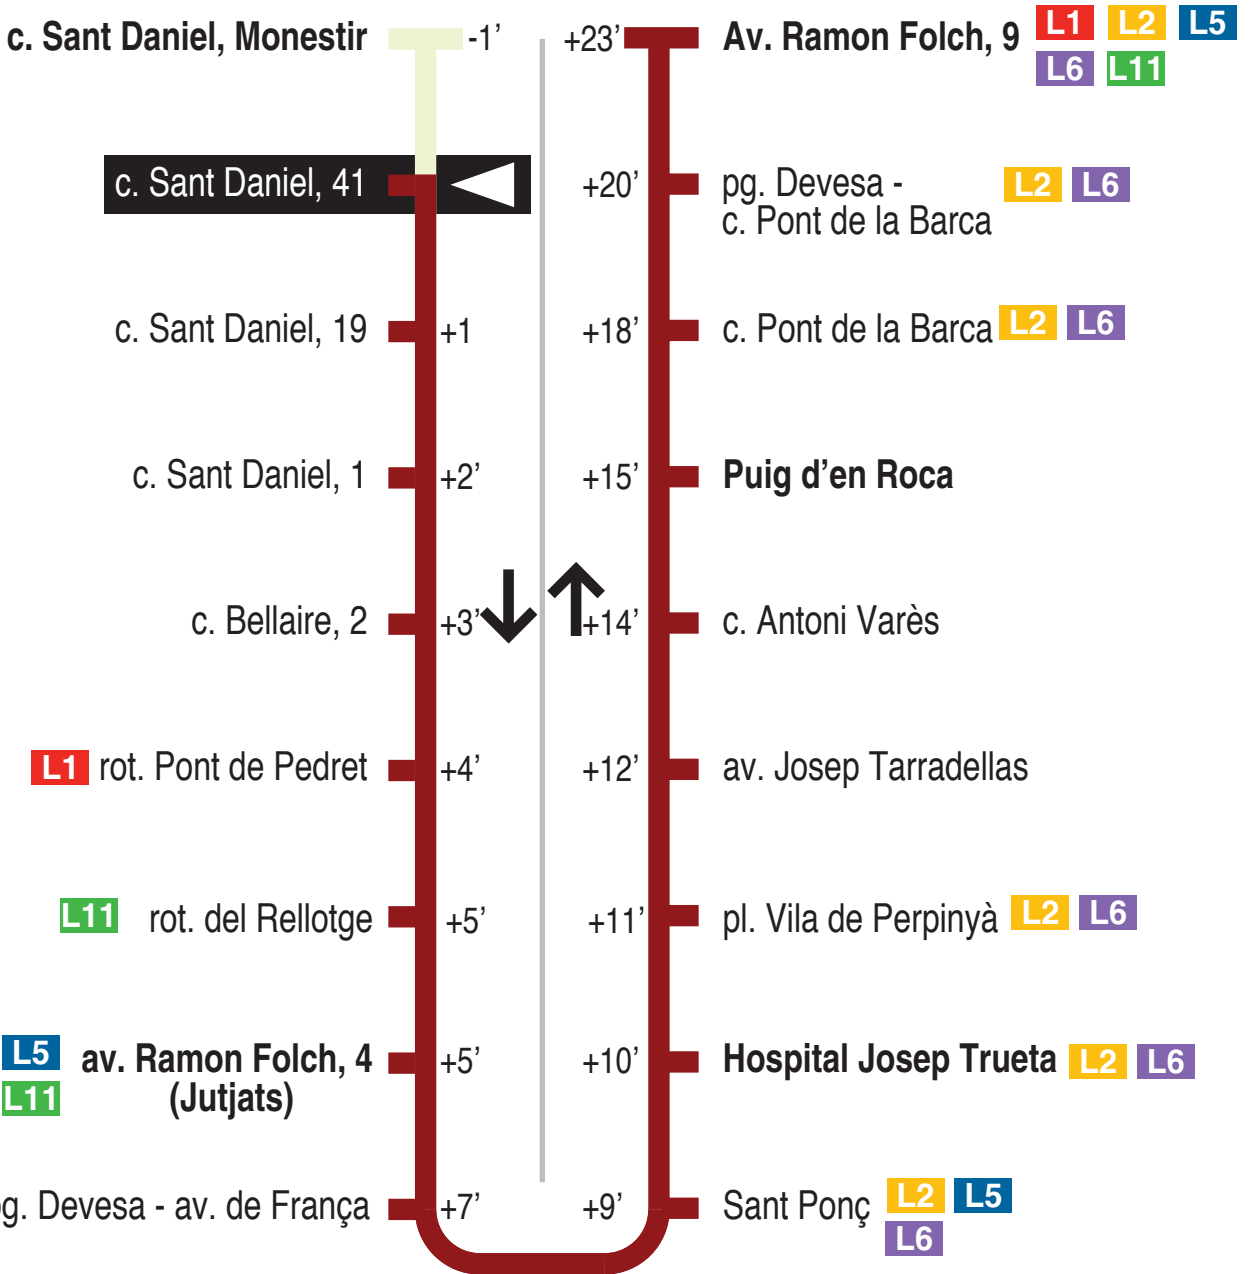 c. Sant Daniel, Monestir -1’
c. Sant Daniel, 41
c. Sant Daniel, 19 +1
c. Sant Daniel, 1 +2’
c. Bellaire, 2 +3’
L1 rot. Pont de Pedret +4’
L11 rot. del Rellotge +5’
L5 av. Ramon Folch, 4 +5’
L11 (Jutjats)
Devesa - av. de França +7’
+23’ Av. Ramon Folch, 9 L1 L2 L5
L6 L11
+20’ pg. Devesa - L2 L6
c. Pont de la Barca
+18’ c. Pont de la Barca L2 L6
+15’ Puig d’en Roca
+14’ c. Antoni Varès
+12’ av. Josep Tarradellas
+11’ pl. Vila de Perpinyà L2 L6
+10’ Hospital Josep Trueta L2 L6
+9’ Sant Ponç L2 L5
L6